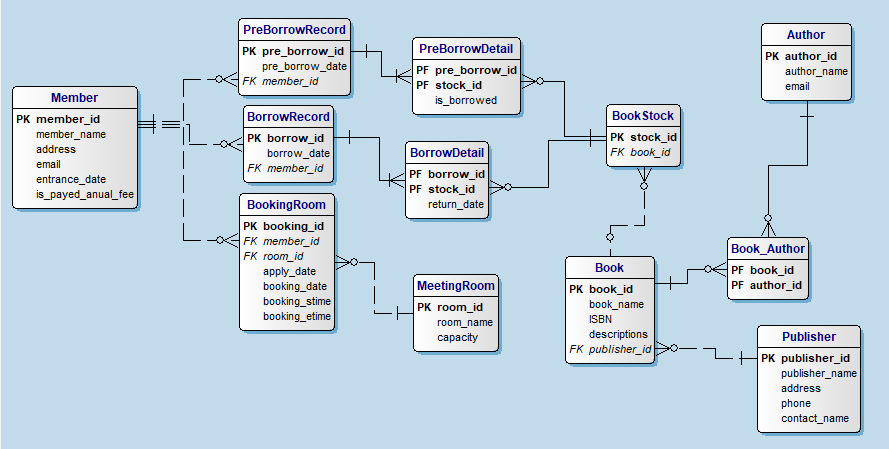 PreBorrowRecord
PK pre_borrow_id
pre_borrow_date
FK member_id
PreBorrowDetail
PF pre_borrow_id
PF stock_id
is_borrowed
Author
PK author_id
author_name
email
Member
PK member_id
member_name
address
email
entrance_date
is_payed_anual_fee
BorrowRecord
PK borrow_id
borrow_date
FK member_id
BorrowDetail
PF borrow_id
PF stock_id
return_date
BookStock
PK stock_id
FK book_id
BookingRoom
PK booking_id
FK member_id
FK room_id
apply_date
booking_date
booking_stime
booking_etime
MeetingRoom
PK room_id
room_name
capacity
Book
PK book_id
book_name
ISBN
descriptions
FK publisher_id
Book_Author
PF book_id
PF author_id
Publisher
PK publisher_id
publisher_name
address
phone
contact_name